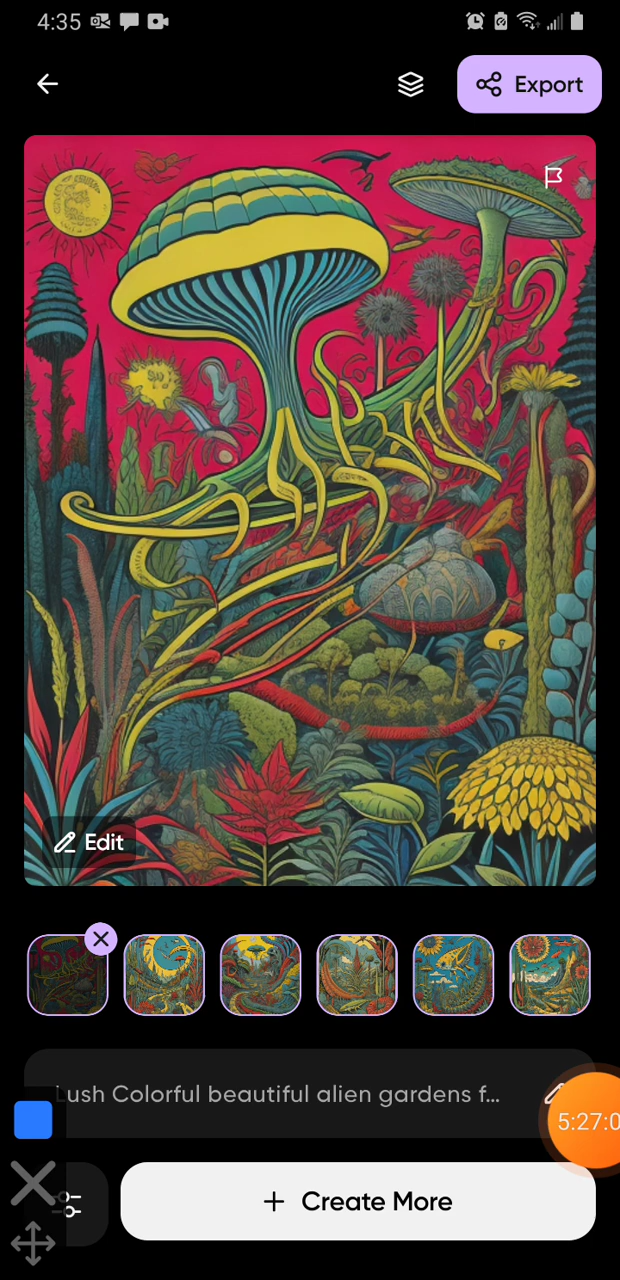 4:35
Export
Edit
Lush Colorful beautiful alien gardens f...
5:27:0
+ Create More